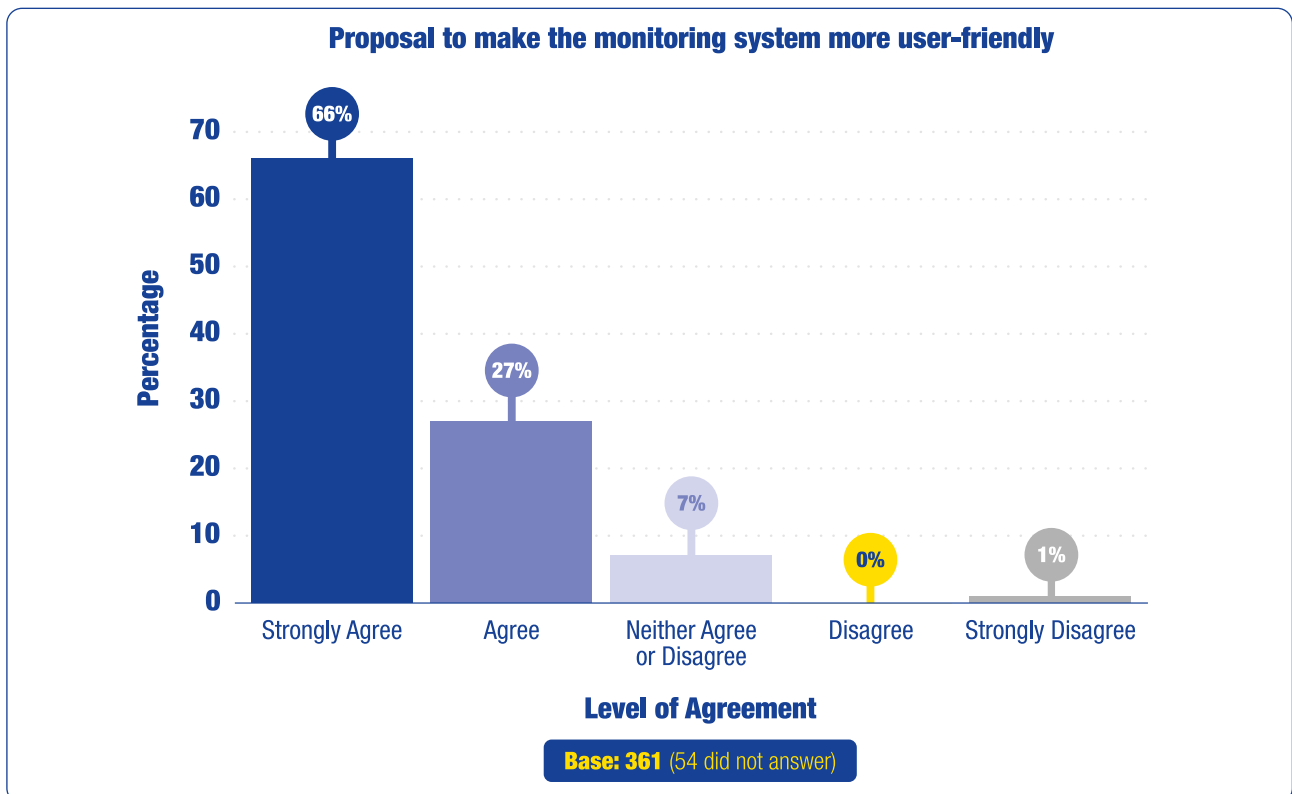 Proposal to make the monitoring system more user-friendly
66%
70
60
50
40
30
20
10
0
Percentage
27%
7%
0%
1%
Strongly Agree
Agree
Neither Agree
or Disagree
Disagree
Strongly Disagree
Level of Agreement
Base: 361 (54 did not answer)